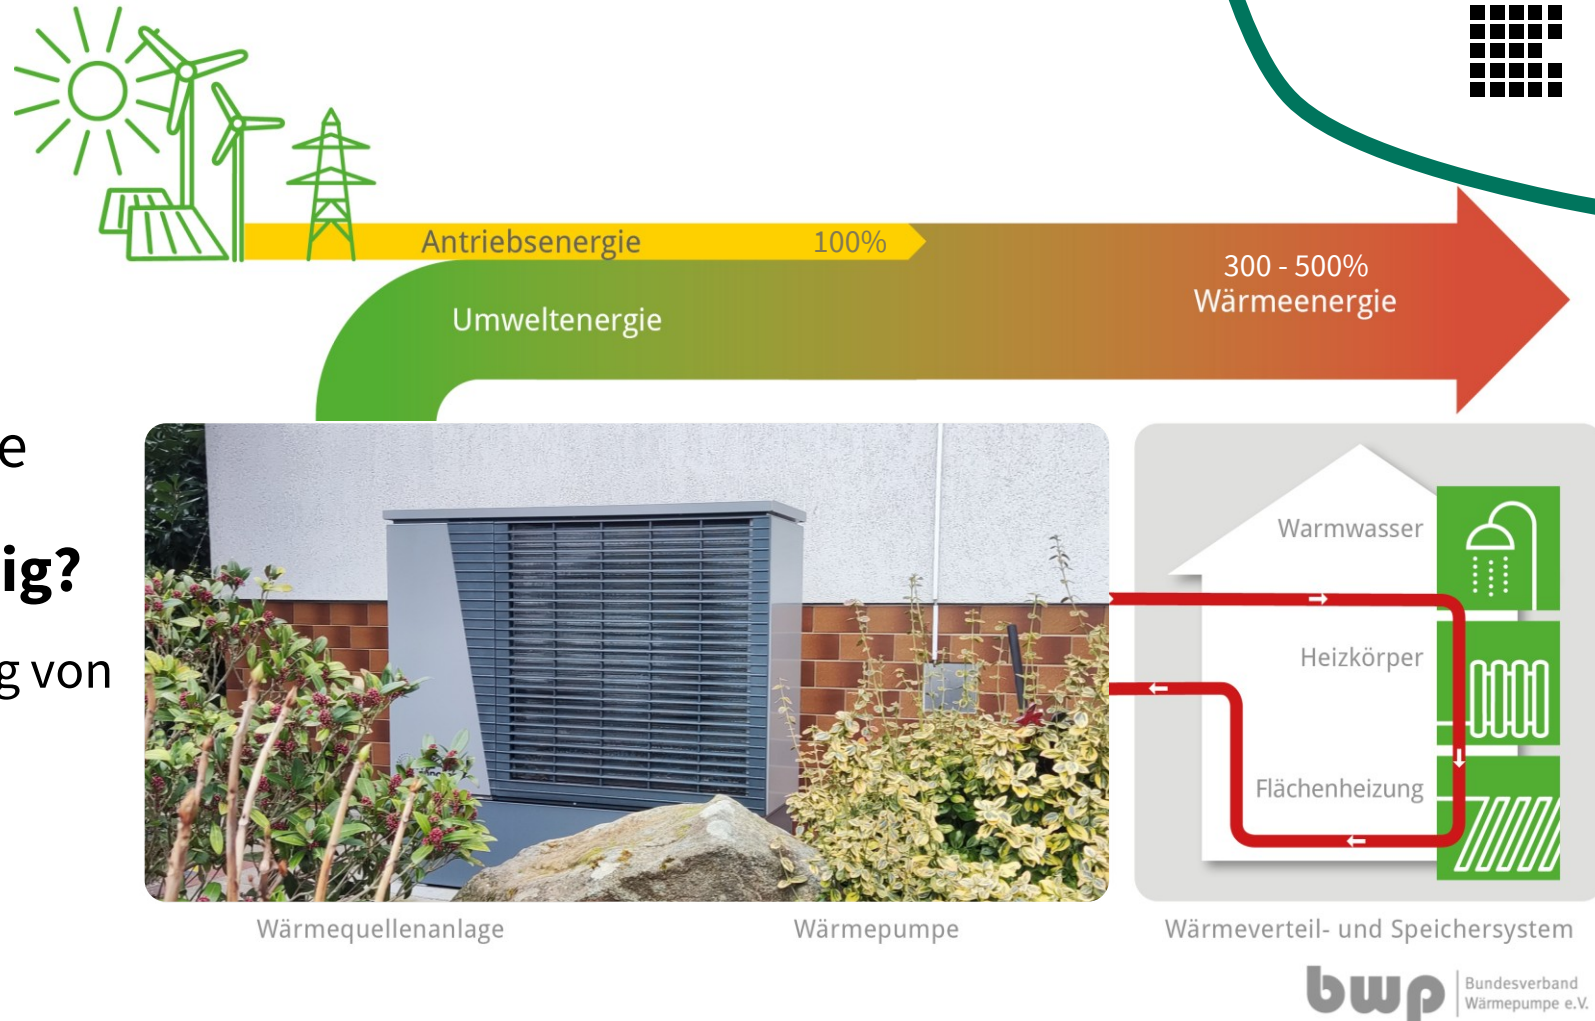 Antriebsenergie 100%
300 - 500%
Wärmeenergie
Umweltenergie
e
ig?
g von
Warmwasser
Heizkörper
Flächenheizung
Wärmequellenanlage
Wärmepumpe
Wärmeverteil- und Speichersystem
bwp
Bundesverband
Wärmepumpe e.V.